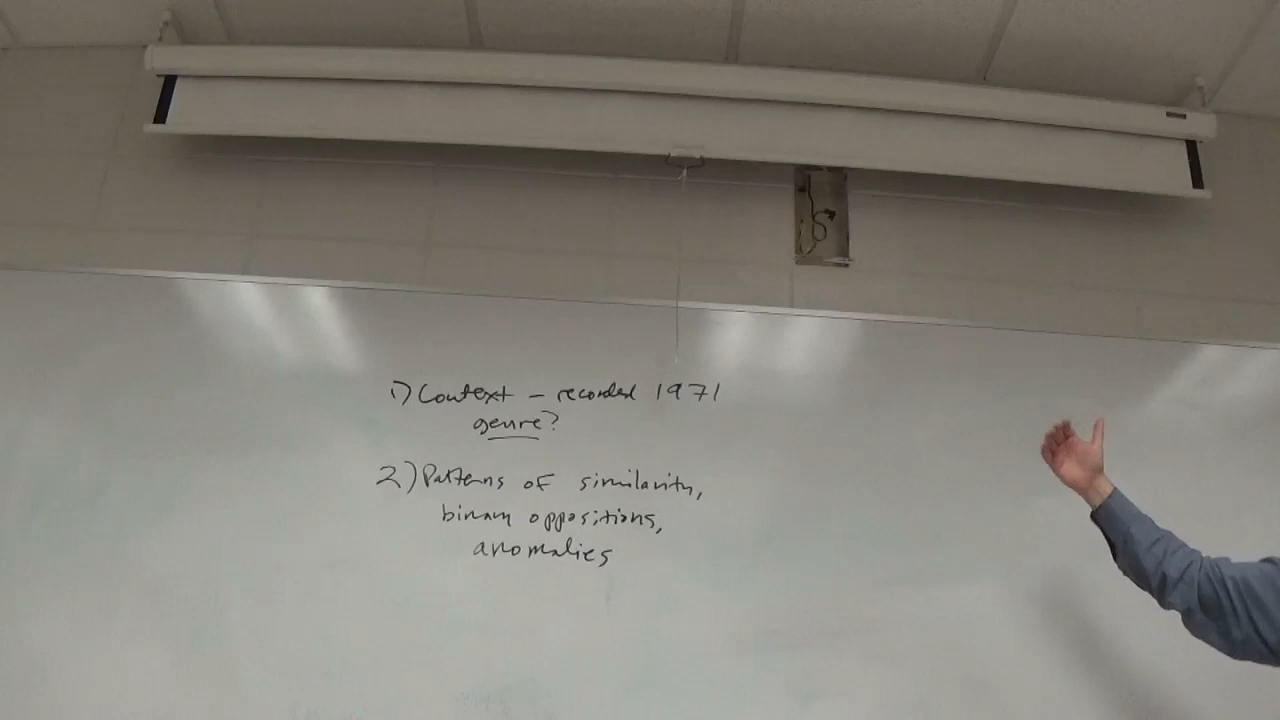 1) Context – recorded 1971
genre?
2) Patterns of similarity,
binary oppositions,
anomalies